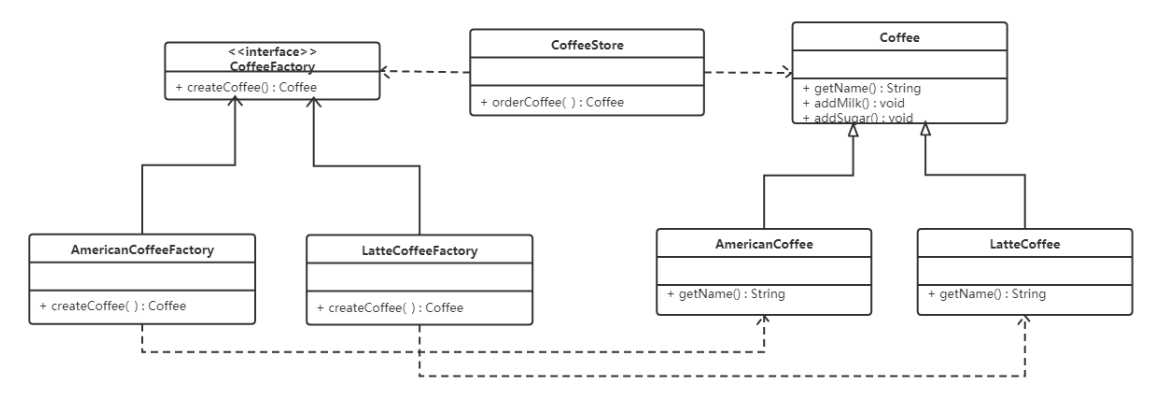 <<interface>>
CoffeeFactory
+ createCoffee() : Coffee
CoffeeStore
+ orderCoffee( ) : Coffee
Coffee
+ getName() : String
+ addMilk() : void
+ addSugar() : void
AmericanCoffeeFactory
+ createCoffee( ) : Coffee
LatteCoffeeFactory
+ createCoffee( ) : Coffee
AmericanCoffee
+ getName() : String
LatteCoffee
+ getName() : String